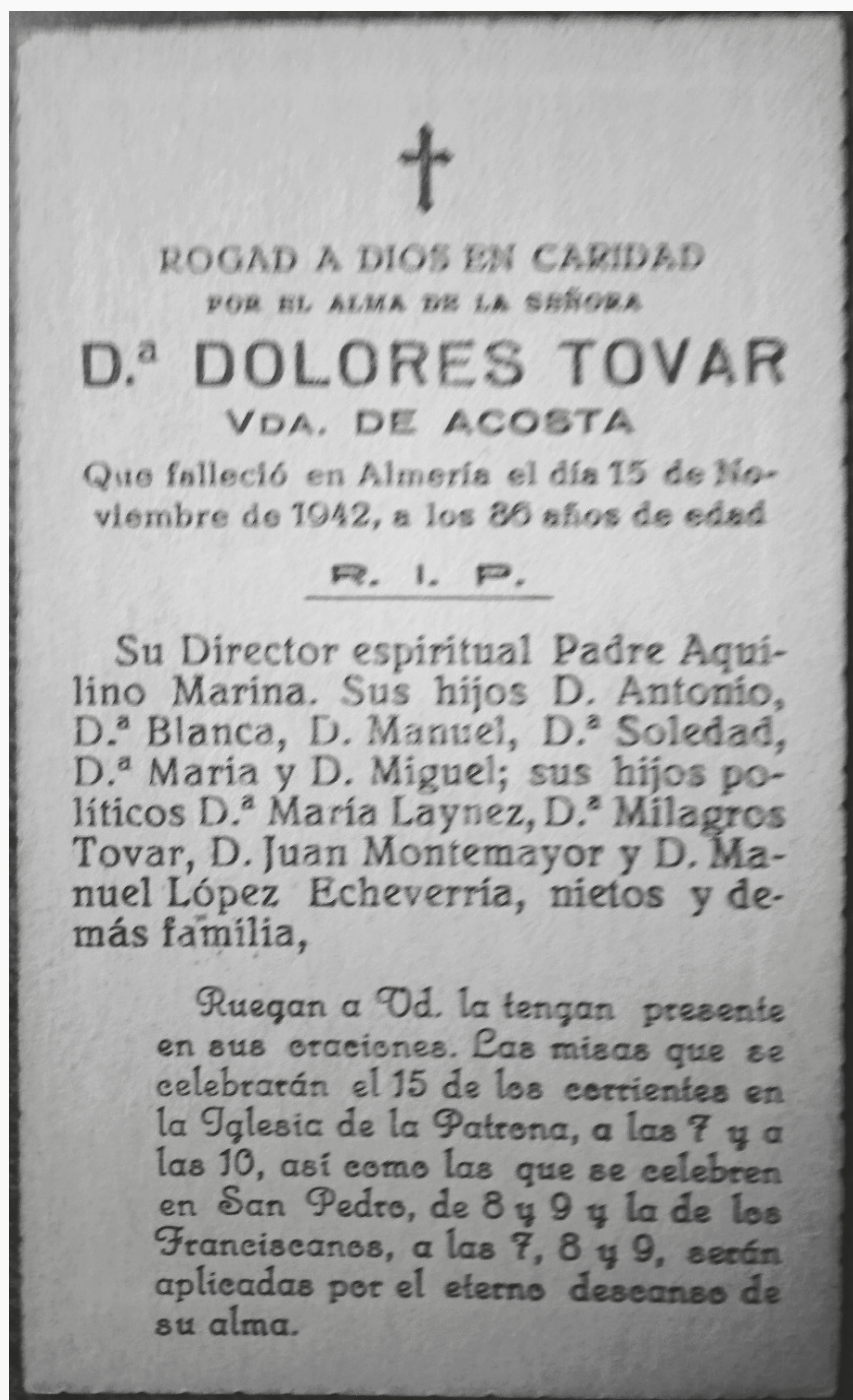 ROGAD A DIOS EN CARIDAD
POR EL ALMA DE LA SEÑORA
D.ª DOLORES TOVAR
VDA. DE ACOSTA
Que falleció en Almería el día 15 de No-
viembre de 1942, a los 86 años de edad
R. I. P.
Su Director espiritual Padre Aqui-
lino Marina. Sus hijos D. Antonio,
D.ª Blanca, D. Manuel, D.ª Soledad,
D.ª Maria y D. Miguel; sus hijos po-
líticos D.ª María Laynez, D.ª Milagros
Tovar, D. Juan Montemayor y D. Ma-
nuel López Echeverría, nietos y de-
más familia,
Ruegan a Vd. la tengan presente
en sus oraciones. Las misas que se
celebrarán el 15 de los corrientes en
la Iglesia de la Patrona, a las 7 y a
las 10, así como las que se celebren
en San Pedro, de 8 y 9 y la de los
Franciscanos, a las 7, 8 y 9, serán
aplicadas por el eterno descanso de
su alma.